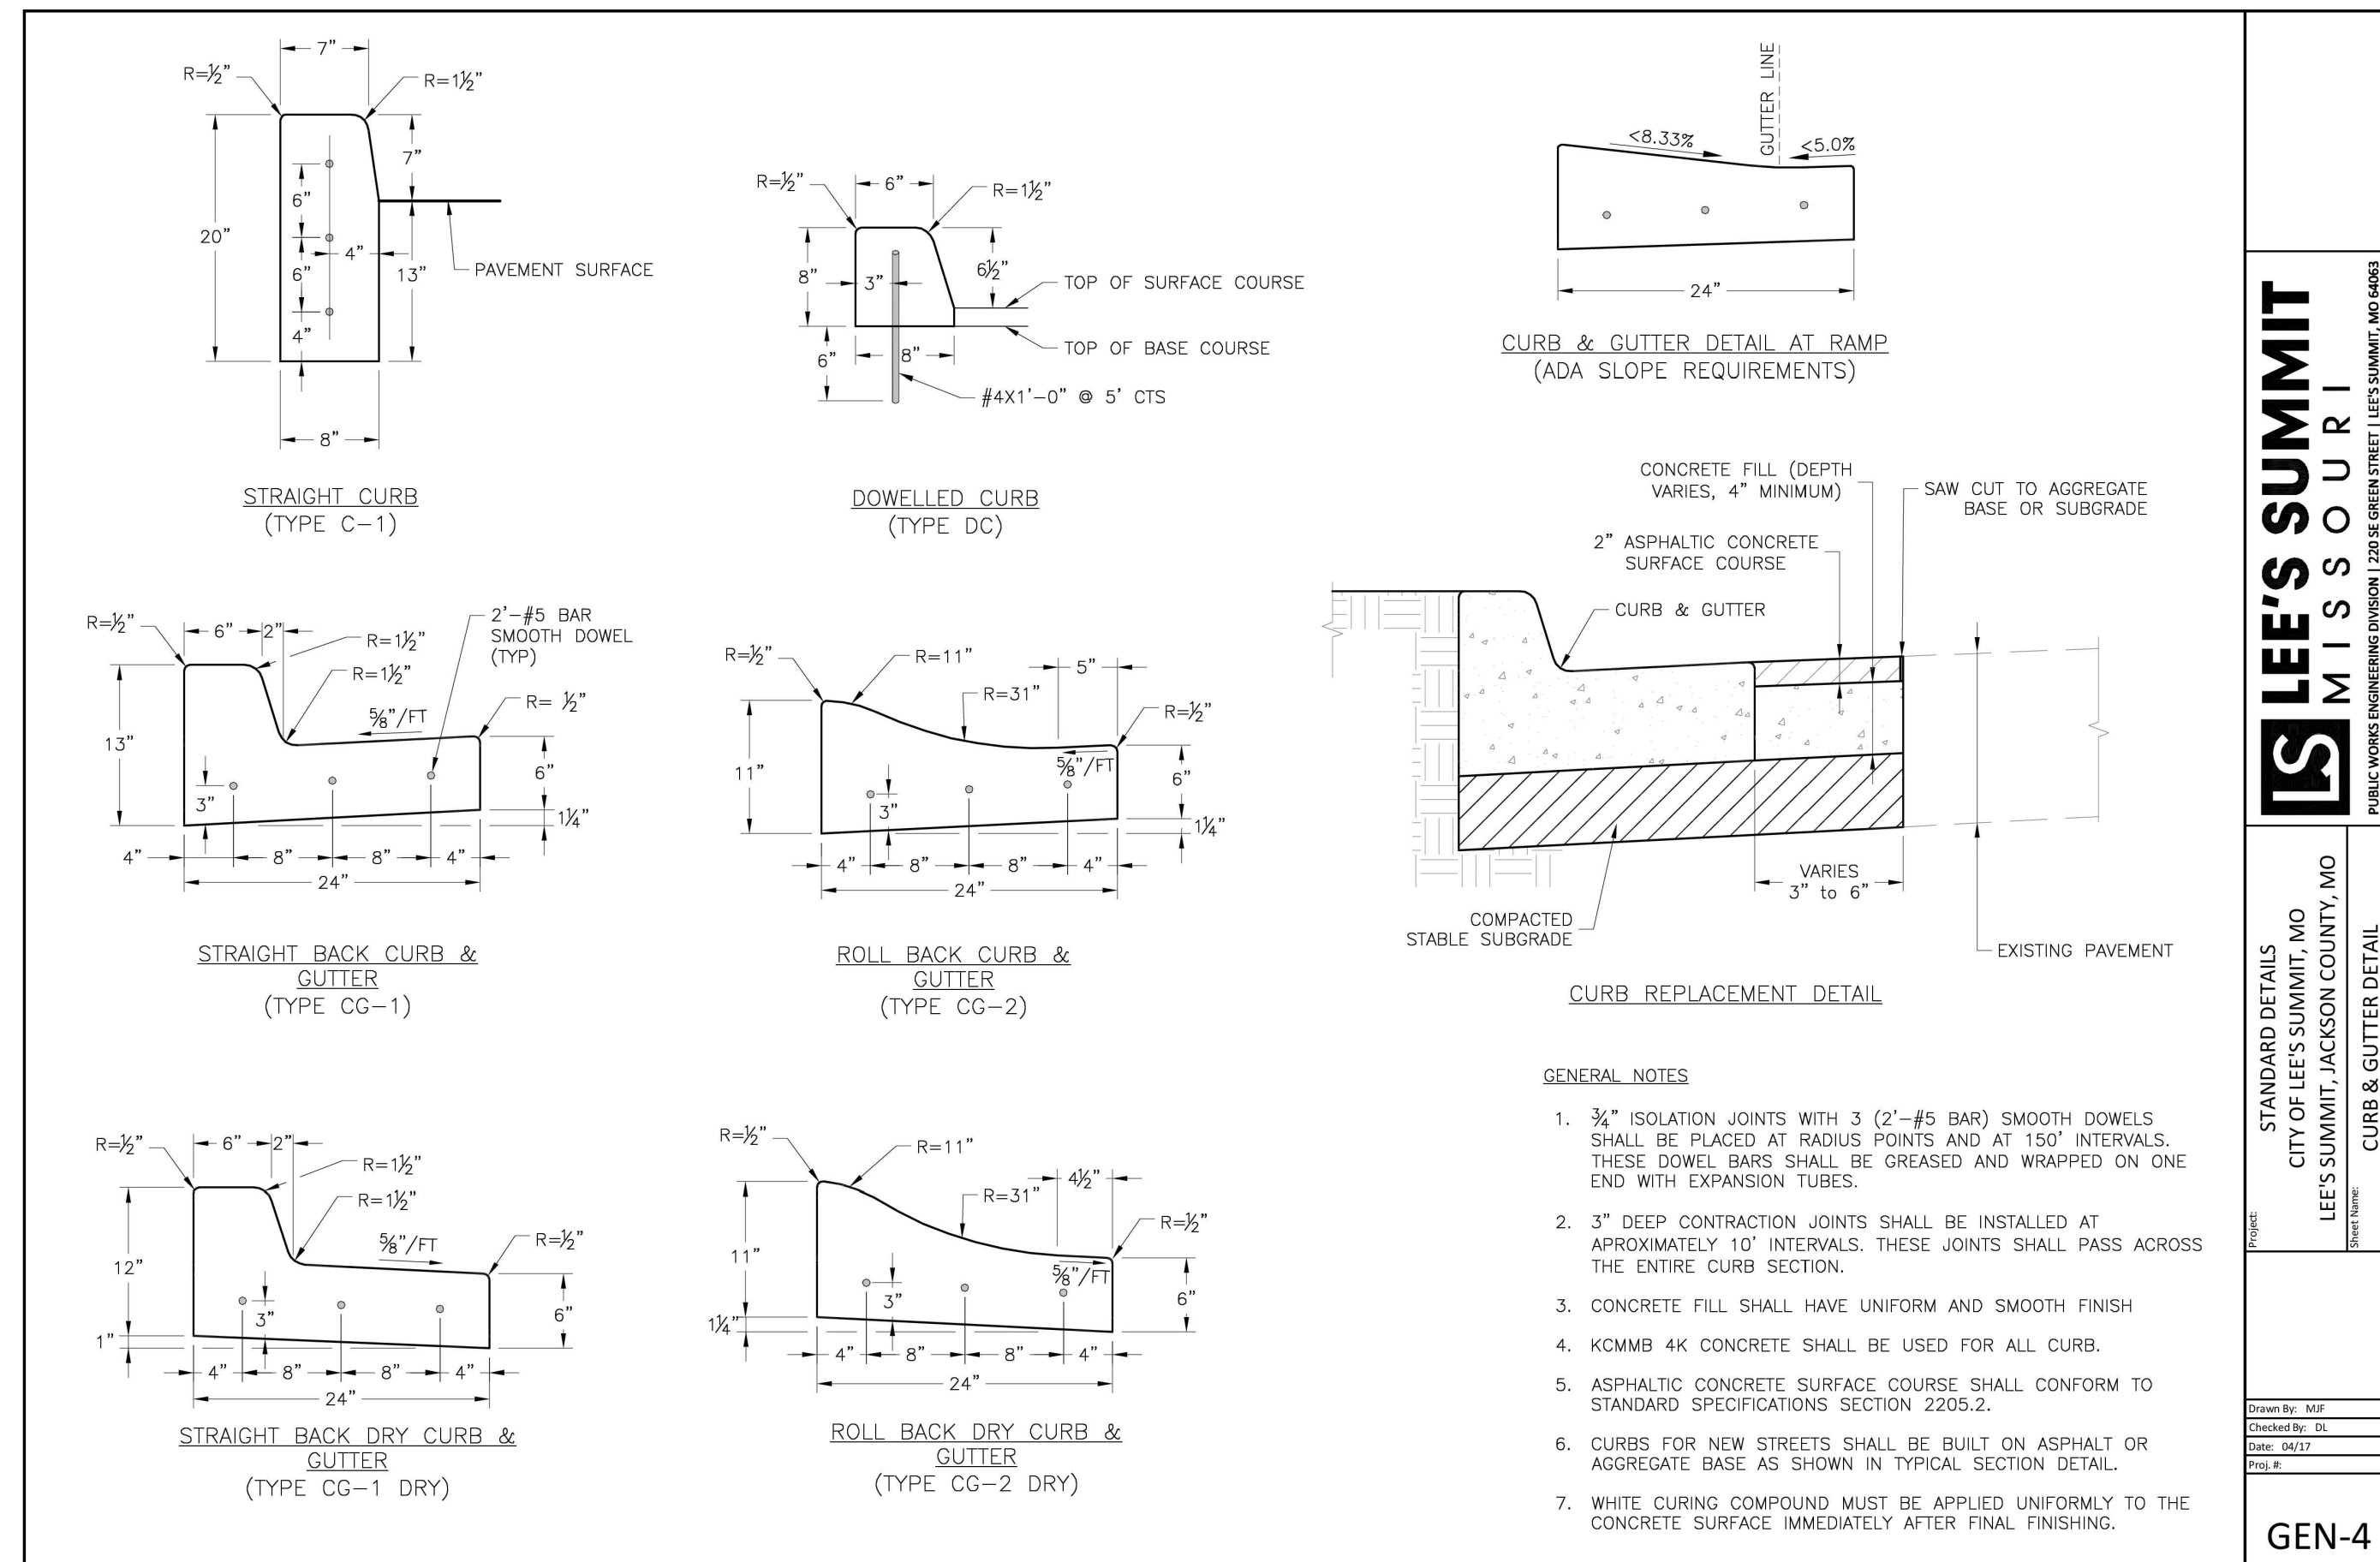 7"
R=½"
R=1½"
7"
6"
20"
4"
6"
13"
PAVEMENT SURFACE
4"
8"
STRAIGHT CURB
(TYPE C-1)
R=½"
6"
R=1½"
8"
3"
6½"
TOP OF SURFACE COURSE
TOP OF BASE COURSE
6"
8"
#4X1'-0" @ 5' CTS
DOWELLED CURB
(TYPE DC)
GUTTER LINE
<8.33%
<5.0%
24"
CURB & GUTTER DETAIL AT RAMP
(ADA SLOPE REQUIREMENTS)
R=½"
6"
2"
R=1½"
R=1½"
2'-#5 BAR
SMOOTH DOWEL
(TYP)
R= ½"
⅝"/FT
13"
3"
6"
1¼"
4"
8"
8"
4"
24"
STRAIGHT BACK CURB &
GUTTER
(TYPE CG-1)
R=½"
R=11"
R=31"
5"
R=½"
11"
⅝"/FT
6"
3"
1¼"
4"
8"
8"
4"
24"
ROLL BACK CURB &
GUTTER
(TYPE CG-2)
CONCRETE FILL (DEPTH
VARIES, 4" MINIMUM)
SAW CUT TO AGGREGATE
BASE OR SUBGRADE
2" ASPHALTIC CONCRETE
SURFACE COURSE
CURB & GUTTER
VARIES
3" to 6"
COMPACTED
STABLE SUBGRADE
EXISTING PAVEMENT
CURB REPLACEMENT DETAIL
R=½"
6"
2"
R=1½"
R=1½"
⅝"/FT
R=½"
12"
3"
6"
1"
4"
8"
8"
4"
24"
STRAIGHT BACK DRY CURB &
GUTTER
(TYPE CG-1 DRY)
R=½"
R=11"
R=31"
4½"
R=½"
11"
⅝"/FT
3"
6"
1¼"
4"
8"
8"
4"
24"
ROLL BACK DRY CURB &
GUTTER
(TYPE CG-2 DRY)
GENERAL NOTES
1. ¾" ISOLATION JOINTS WITH 3 (2'-#5 BAR) SMOOTH DOWELS
SHALL BE PLACED AT RADIUS POINTS AND AT 150' INTERVALS.
THESE DOWEL BARS SHALL BE GREASED AND WRAPPED ON ONE
END WITH EXPANSION TUBES.
2. 3" DEEP CONTRACTION JOINTS SHALL BE INSTALLED AT
APROXIMATELY 10' INTERVALS. THESE JOINTS SHALL PASS ACROSS
THE ENTIRE CURB SECTION.
3. CONCRETE FILL SHALL HAVE UNIFORM AND SMOOTH FINISH
4. KCMMB 4K CONCRETE SHALL BE USED FOR ALL CURB.
5. ASPHALTIC CONCRETE SURFACE COURSE SHALL CONFORM TO
STANDARD SPECIFICATIONS SECTION 2205.2.
6. CURBS FOR NEW STREETS SHALL BE BUILT ON ASPHALT OR
AGGREGATE BASE AS SHOWN IN TYPICAL SECTION DETAIL.
7. WHITE CURING COMPOUND MUST BE APPLIED UNIFORMLY TO THE
CONCRETE SURFACE IMMEDIATELY AFTER FINAL FINISHING.
LS LEE'S SUMMIT
MISSOURI
PUBLIC WORKS ENGINEERING DIVISION | 220 SE GREEN STREET | LEE'S SUMMIT, MO 64063
Project:
STANDARD DETAILS
CITY OF LEE'S SUMMIT, MO
LEE'S SUMMIT, JACKSON COUNTY, MO
Sheet Name:
CURB & GUTTER DETAIL
Drawn By: MJF
Checked By: DL
Date: 04/17
Proj. #:
GEN-4